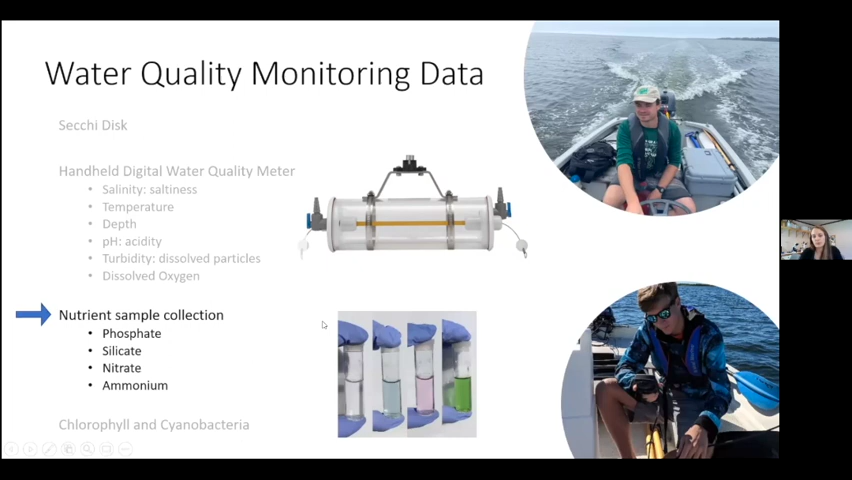 Water Quality Monitoring Data
Secchi Disk
Handheld Digital Water Quality Meter
• Salinity: saltiness
• Temperature
• Depth
• pH: acidity
• Turbidity: dissolved particles
• Dissolved Oxygen
Nutrient sample collection
• Phosphate
• Silicate
• Nitrate
• Ammonium
Chlorophyll and Cyanobacteria